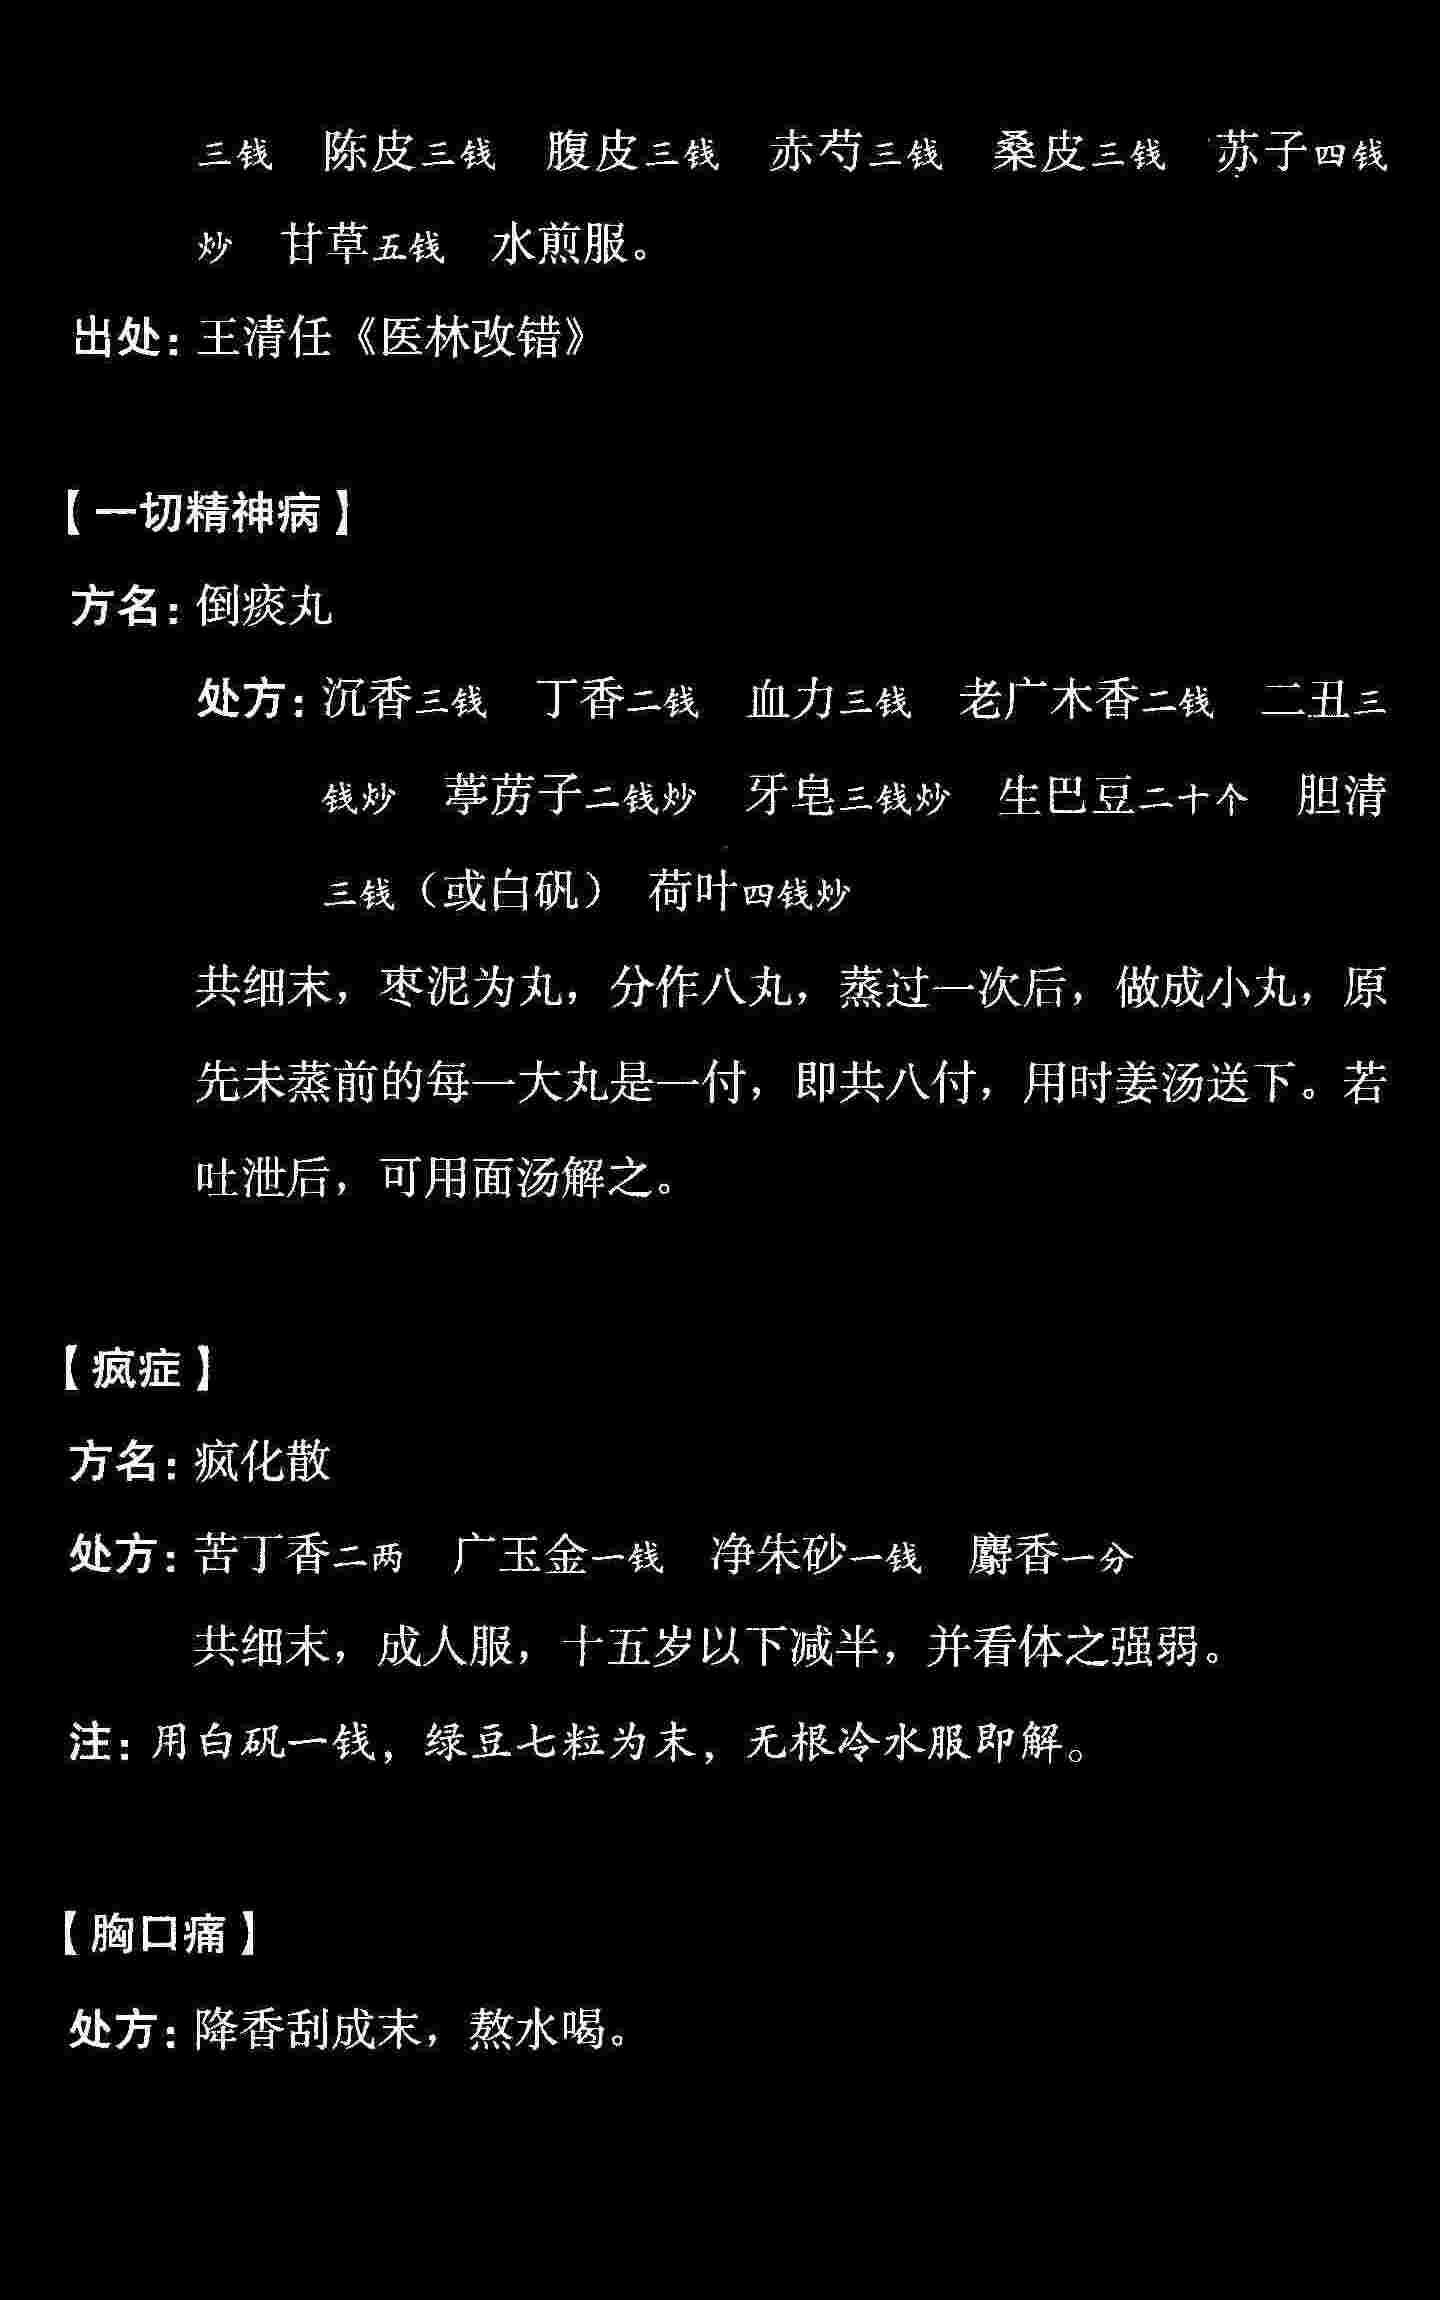 三钱 陈皮三钱 腹皮三钱 赤芍三钱 桑皮三钱 苏子四钱
炒 甘草五钱 水煎服。
出处：王清任《医林改错》
【一切精神病】
方名：倒痰丸
处方：沉香三钱 丁香二钱 血力三钱 老广木香二钱 二丑三
钱炒 葶苈子二钱炒 牙皂三钱炒 生巴豆二十个 胆清
三钱（或白矾） 荷叶四钱炒
共细末，枣泥为丸，分作八丸，蒸过一次后，做成小丸，原
先未蒸前的每一大丸是一付，即共八付，用时姜汤送下。若
吐泄后，可用面汤解之。
【疯症】
方名：疯化散
处方：苦丁香二两 广玉金一钱 净朱砂一钱 麝香一分
共细末，成人服，十五岁以下减半，并看体之强弱。
注：用白矾一钱，绿豆七粒为末，无根冷水服即解。
【胸口痛】
处方：降香刮成末，熬水喝。